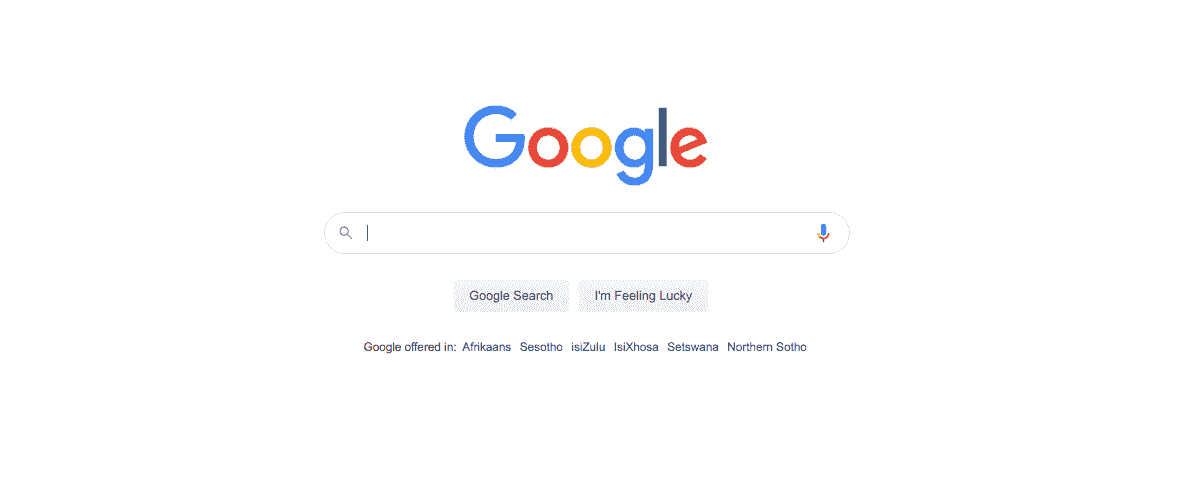 Google
Google Search I'm Feeling Lucky
Google offered in: Afrikaans Sesotho isiZulu IsiXhosa Setswana Northern Sotho